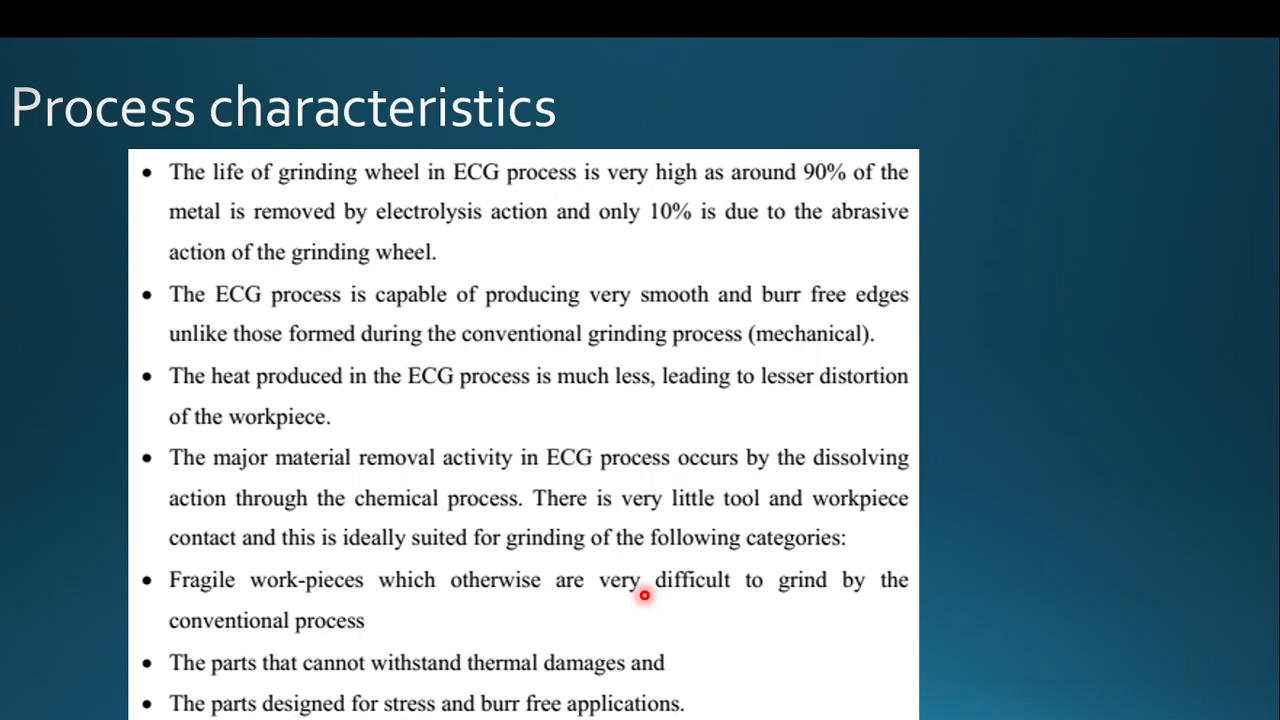 Process characteristics
• The life of grinding wheel in ECG process is very high as around 90% of the
metal is removed by electrolysis action and only 10% is due to the abrasive
action of the grinding wheel.
• The ECG process is capable of producing very smooth and burr free edges
unlike those formed during the conventional grinding process (mechanical).
• The heat produced in the ECG process is much less, leading to lesser distortion
of the workpiece.
• The major material removal activity in ECG process occurs by the dissolving
action through the chemical process. There is very little tool and workpiece
contact and this is ideally suited for grinding of the following categories:
• Fragile work-pieces which otherwise are very difficult to grind by the
conventional process
• The parts that cannot withstand thermal damages and
• The parts designed for stress and burr free applications.